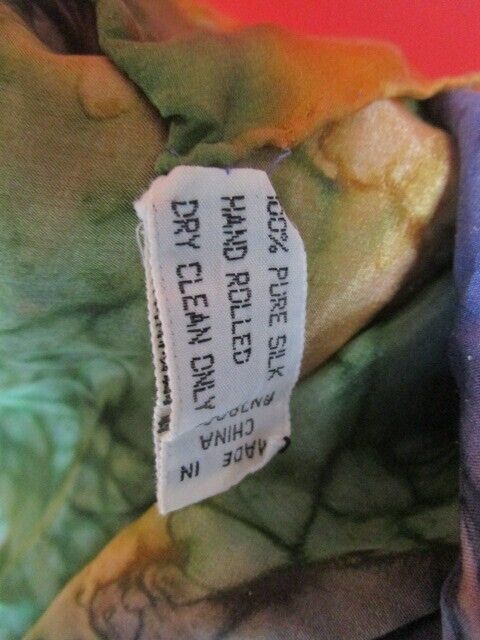 100% PURE SILK
HAND ROLLED
DRY CLEAN ONLY
MADE IN
CHINA